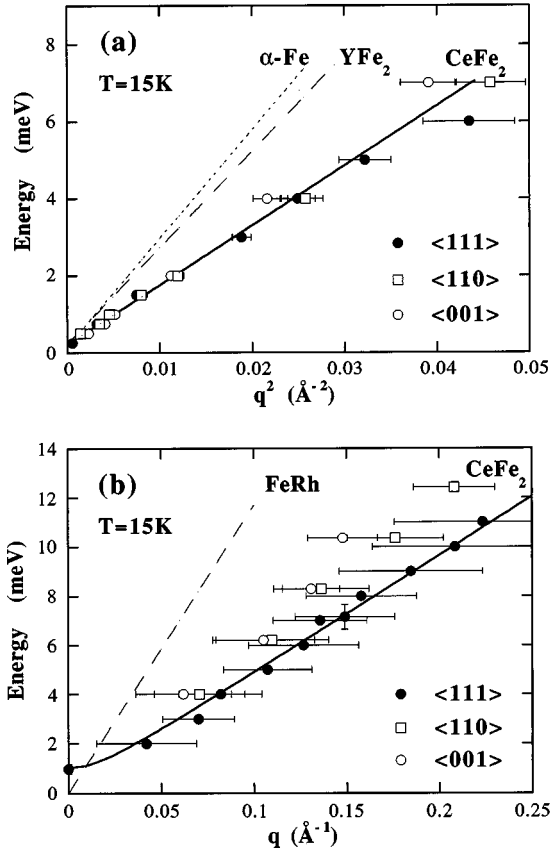 (a)
T=15K
α-Fe
YFe₂
CeFe₂
Energy (meV)
8
6
4
2
0
<111>
<110>
<001>
0
0.01
0.02
0.03
0.04
0.05
q² (Å⁻²)
(b)
T=15K
FeRh
CeFe₂
Energy (meV)
14
12
10
8
6
4
2
0
<111>
<110>
<001>
0
0.05
0.1
0.15
0.2
0.25
q (Å⁻¹)